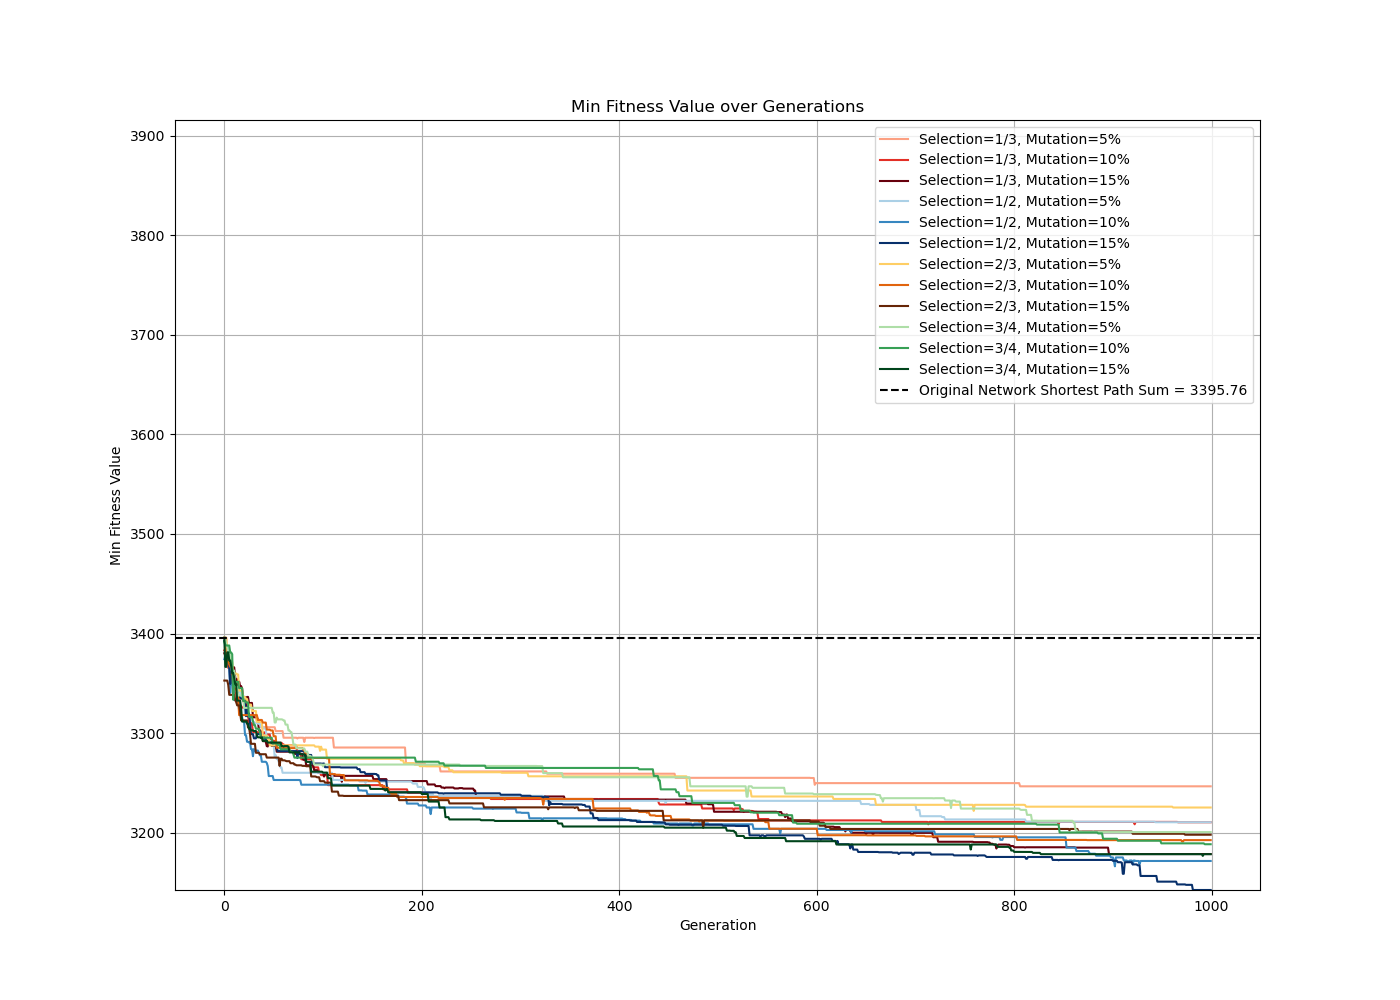 Min Fitness Value over Generations
3900
3800
3700
3600
3500
3400
3300
3200
Min Fitness Value
Selection=1/3, Mutation=5%
Selection=1/3, Mutation=10%
Selection=1/3, Mutation=15%
Selection=1/2, Mutation=5%
Selection=1/2, Mutation=10%
Selection=1/2, Mutation=15%
Selection=2/3, Mutation=5%
Selection=2/3, Mutation=10%
Selection=2/3, Mutation=15%
Selection=3/4, Mutation=5%
Selection=3/4, Mutation=10%
Selection=3/4, Mutation=15%
Original Network Shortest Path Sum = 3395.76
0 200 400 600 800 1000
Generation